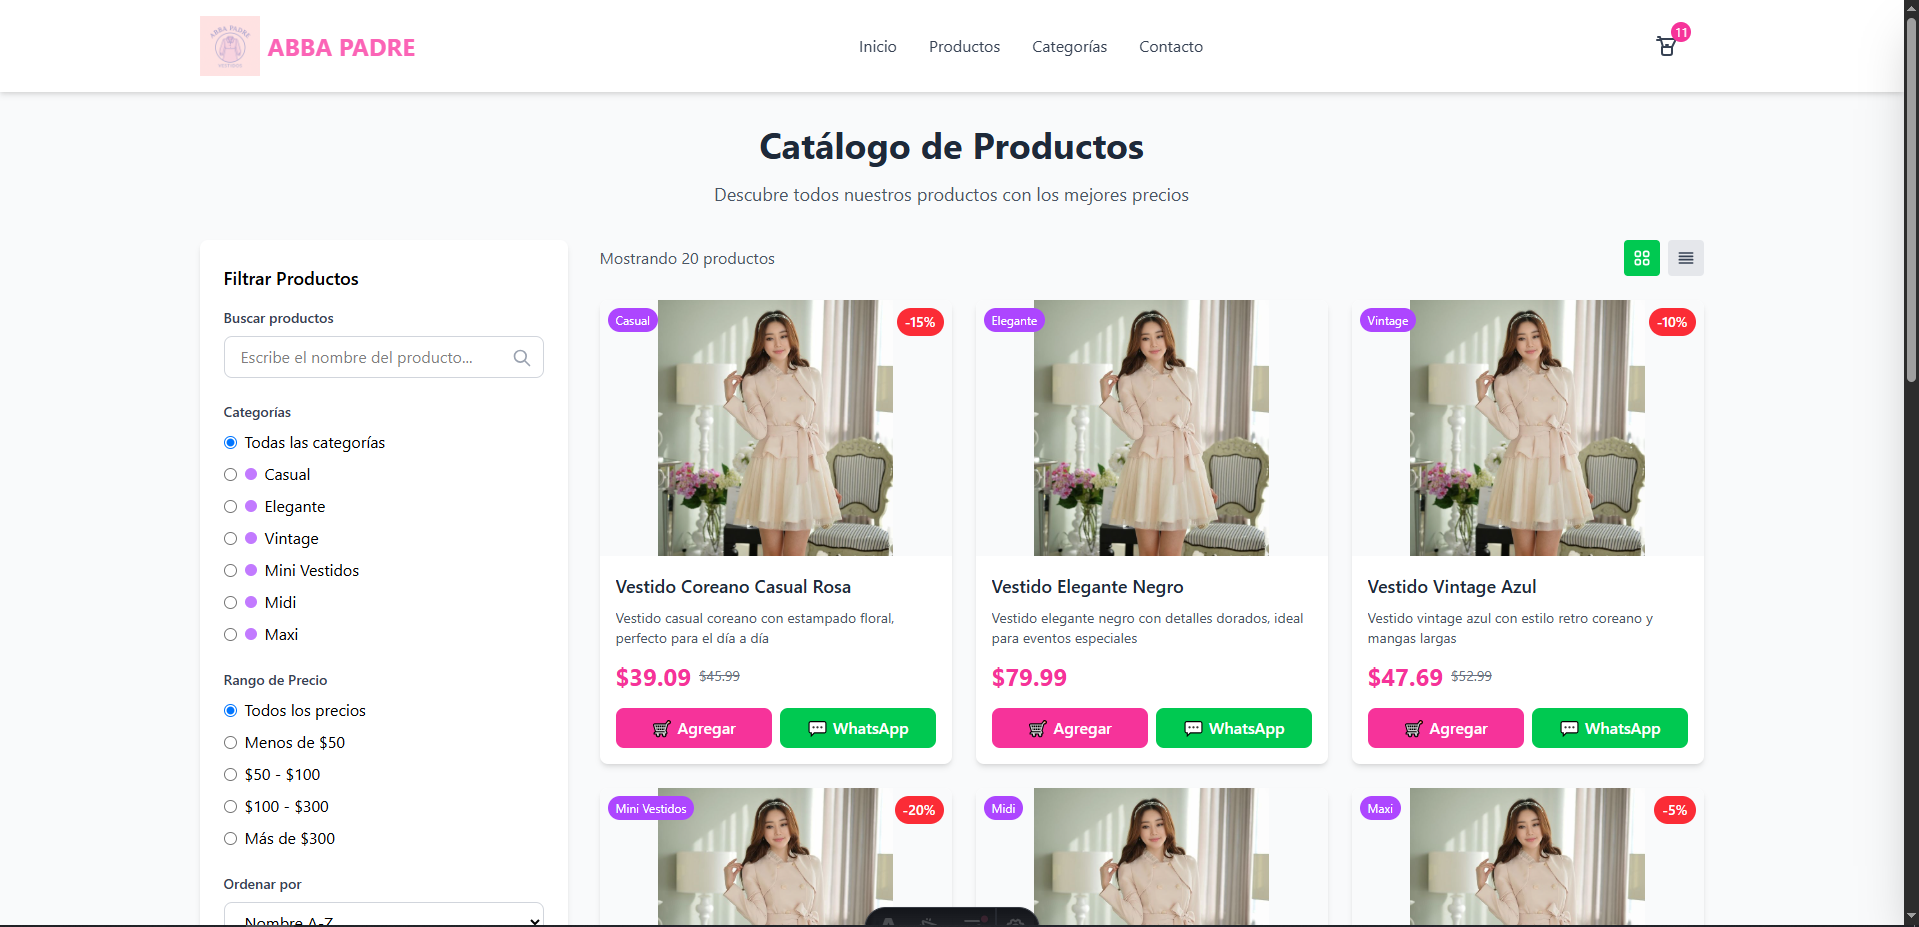 ABBA PADRE
ABBA PADRE
Inicio
Productos
Categorías
Contacto
11
Catálogo de Productos
Descubre todos nuestros productos con los mejores precios
Filtrar Productos
Buscar productos
Escribe el nombre del producto...
Categorías
Todas las categorías
Casual
Elegante
Vintage
Mini Vestidos
Midi
Maxi
Rango de Precio
Todos los precios
Menos de $50
$50 - $100
$100 - $300
Más de $300
Ordenar por
Nombre A-Z
Mostrando 20 productos
Casual
-15%
Vestido Coreano Casual Rosa
Vestido casual coreano con estampado floral,
perfecto para el día a día
$39.09 $45.99
Agregar
WhatsApp
Elegante
Vestido Elegante Negro
Vestido elegante negro con detalles dorados, ideal
para eventos especiales
$79.99
Agregar
WhatsApp
Vintage
-10%
Vestido Vintage Azul
Vestido vintage azul con estilo retro coreano y
mangas largas
$47.69 $52.99
Agregar
WhatsApp
Mini Vestidos
-20%
Midi
Maxi
-5%